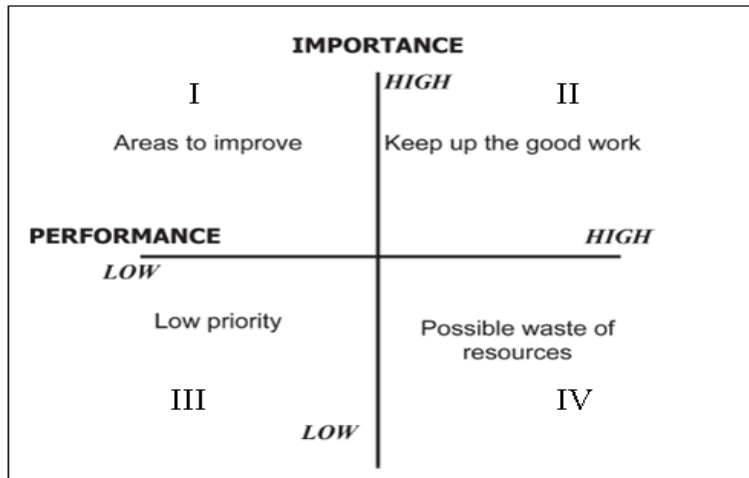 IMPORTANCE
HIGH
I
II
Areas to improve
Keep up the good work
PERFORMANCE
HIGH
LOW
Low priority
Possible waste of
resources
III
IV
LOW